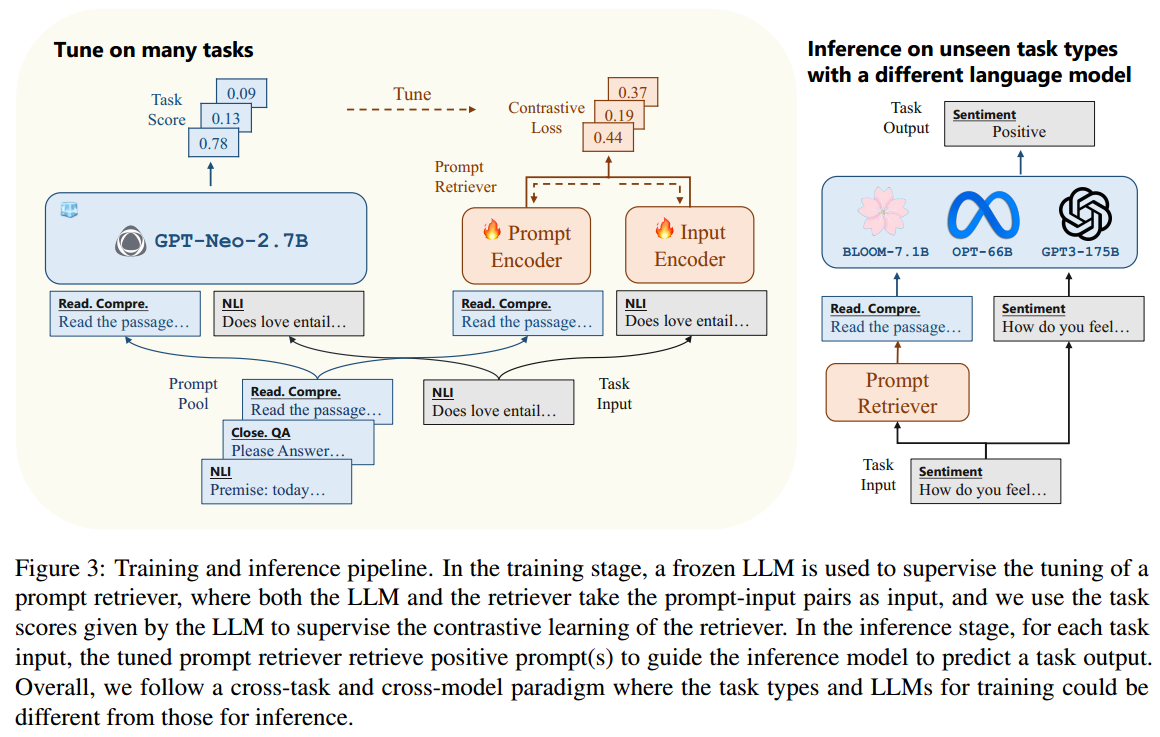 Tune on many tasks
Task
Score
0.09
0.13
0.78
Tune
Contrastive
Loss
0.37
0.19
0.44
Prompt
Retriever
GPT-Neo-2.7B
Prompt
Encoder
Input
Encoder
Read. Compre.
Read the passage…
NLI
Does love entail…
Read. Compre.
Read the passage…
NLI
Does love entail…
Prompt
Pool
Read. Compre.
Read the passage…
Close. QA
Please Answer…
NLI
Premise: today…
NLI
Does love entail…
Task
Input
Inference on unseen task types
with a different language model
Task
Output
Sentiment
Positive
BLOOM-7.1B
OPT-66B
GPT3-175B
Read. Compre.
Read the passage…
Sentiment
How do you feel…
Prompt
Retriever
Task
Input
Sentiment
How do you feel…
Figure 3: Training and inference pipeline. In the training stage, a frozen LLM is used to supervise the tuning of a
prompt retriever, where both the LLM and the retriever take the prompt-input pairs as input, and we use the task
scores given by the LLM to supervise the contrastive learning of the retriever. In the inference stage, for each task
input, the tuned prompt retriever retrieve positive prompt(s) to guide the inference model to predict a task output.
Overall, we follow a cross-task and cross-model paradigm where the task types and LLMs for training could be
different from those for inference.